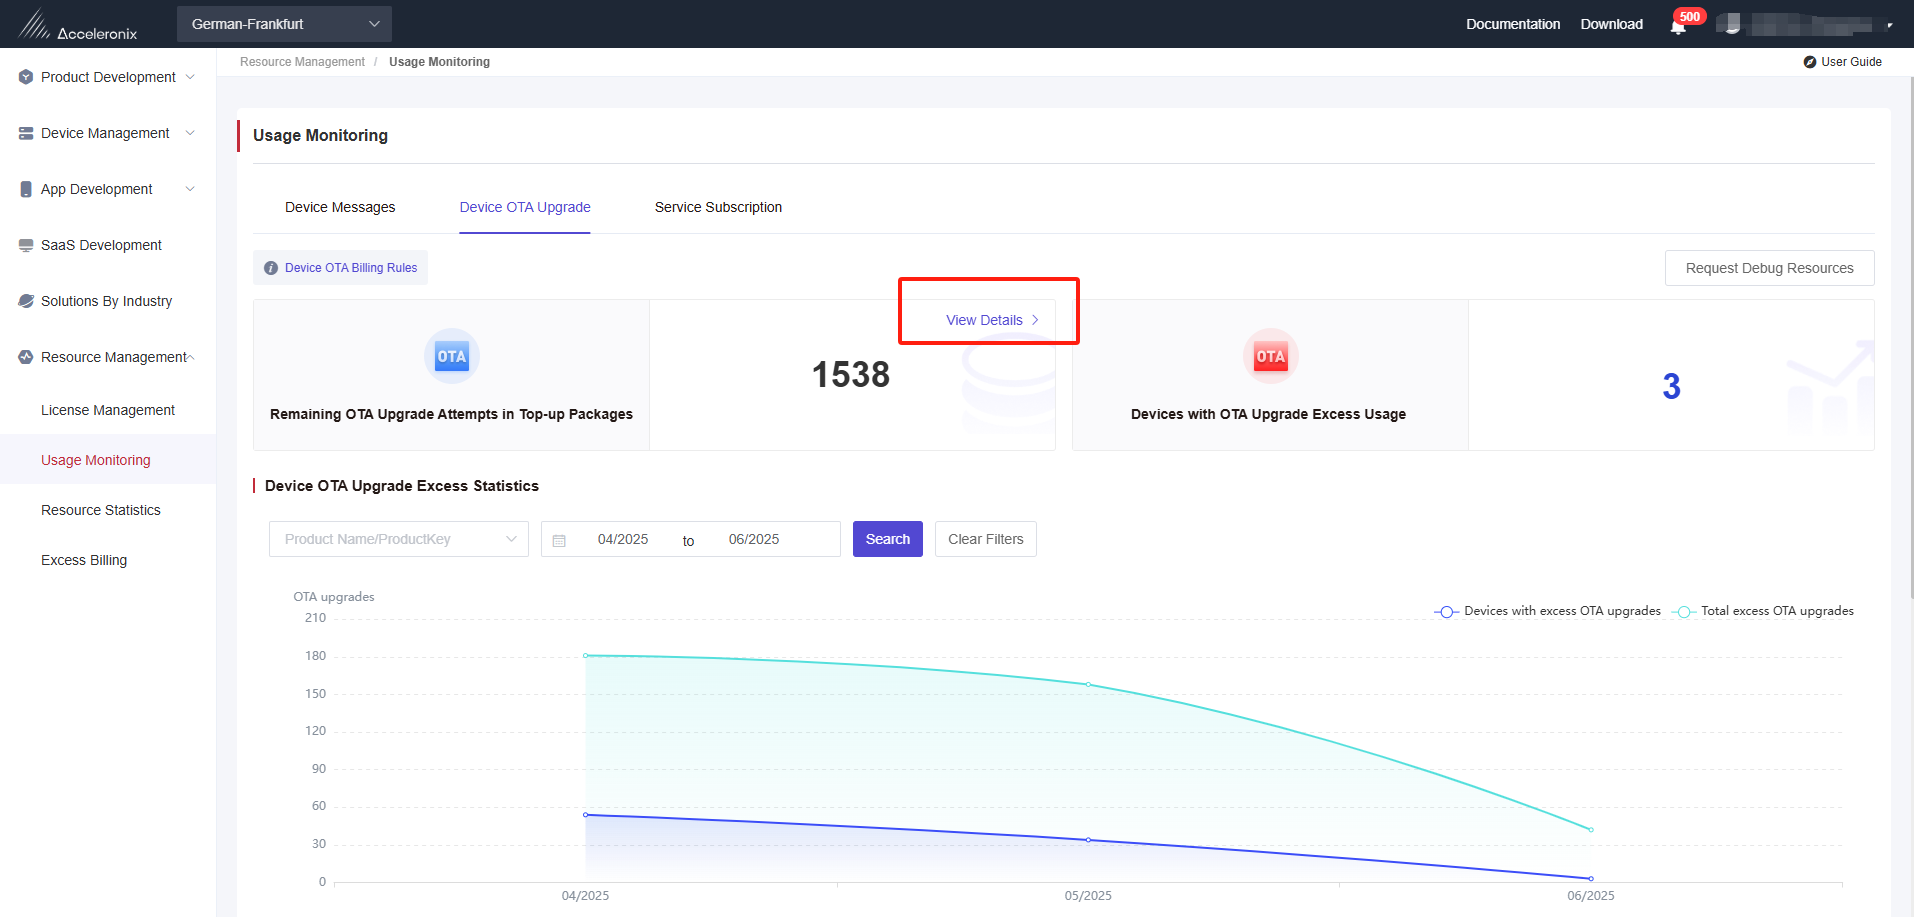 Acceleronix
German-Frankfurt
Documentation
Download
500
Product Development
Device Management
App Development
SaaS Development
Solutions By Industry
Resource Management
License Management
Usage Monitoring
Resource Statistics
Excess Billing
Resource Management / Usage Monitoring
User Guide
Usage Monitoring
Device Messages
Device OTA Upgrade
Service Subscription
i Device OTA Billing Rules
Request Debug Resources
OTA
Remaining OTA Upgrade Attempts in Top-up Packages
View Details >
1538
OTA
Devices with OTA Upgrade Excess Usage
3
Device OTA Upgrade Excess Statistics
Product Name/ProductKey
04/2025 to 06/2025
Search
Clear Filters
OTA upgrades
Devices with excess OTA upgrades
Total excess OTA upgrades
210
180
150
120
90
60
30
0
04/2025
05/2025
06/2025